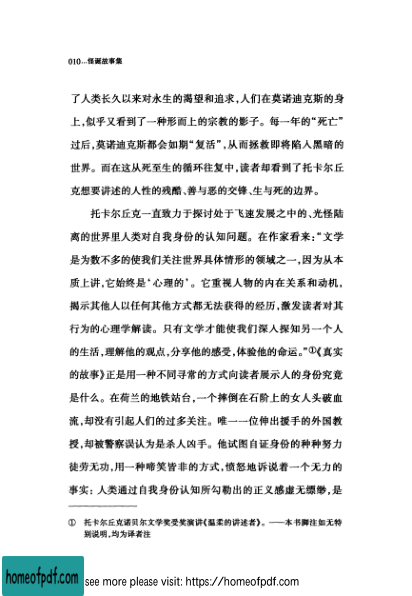 010…怪诞故事集
了人类长久以来对永生的渴望和追求,人们在莫诺迪克斯的身
上,似乎又看到了一种形而上的宗教的影子。每一年的“死亡”
过后,莫诺迪克斯都会如期“复活”,从而拯救即将陷入黑暗的
世界。而在这从死至生的循环往复中,读者却看到了托卡尔丘
克想要讲述的人性的残酷、善与恶的交锋、生与死的边界。
托卡尔丘克一直致力于探讨处于飞速发展之中的、光怪陆
离的世界里人类对自我身份的认知问题。在作家看来:“文学
是为数不多的使我们关注世界具体情形的领域之一,因为从本
质上讲,它始终是‘心理的’。它重视人物的内在关系和动机,
揭示其他人以任何其他方式都无法获得的经历,激发读者对其
行为的心理学解读。只有文学才能使我们深入探知另一个人
的生活,理解他的观点,分享他的感受,体验他的命运。”①《真实
的故事》正是用一种不同寻常的方式向读者展示人的身份究竟
是什么。在荷兰的地铁站台,一个摔倒在石阶上的女人头破血
流,却没有引起人们的过多关注。唯一一位伸出援手的外国教
授,却被警察误认为是杀人凶手。他试图自证身份的种种努力
徒劳无功,用一种啼笑皆非的方式,愤怒地诉说着一个无力的
事实:人类通过自我身份认知所勾勒出的正义感虚无缥缈,是
① 托卡尔丘克诺贝尔文学奖受奖演讲《温柔的讲述者》。——本书脚注如无特
别说明,均为译者注
homeofpdf.com
see more please visit: https://homeofpdf.com